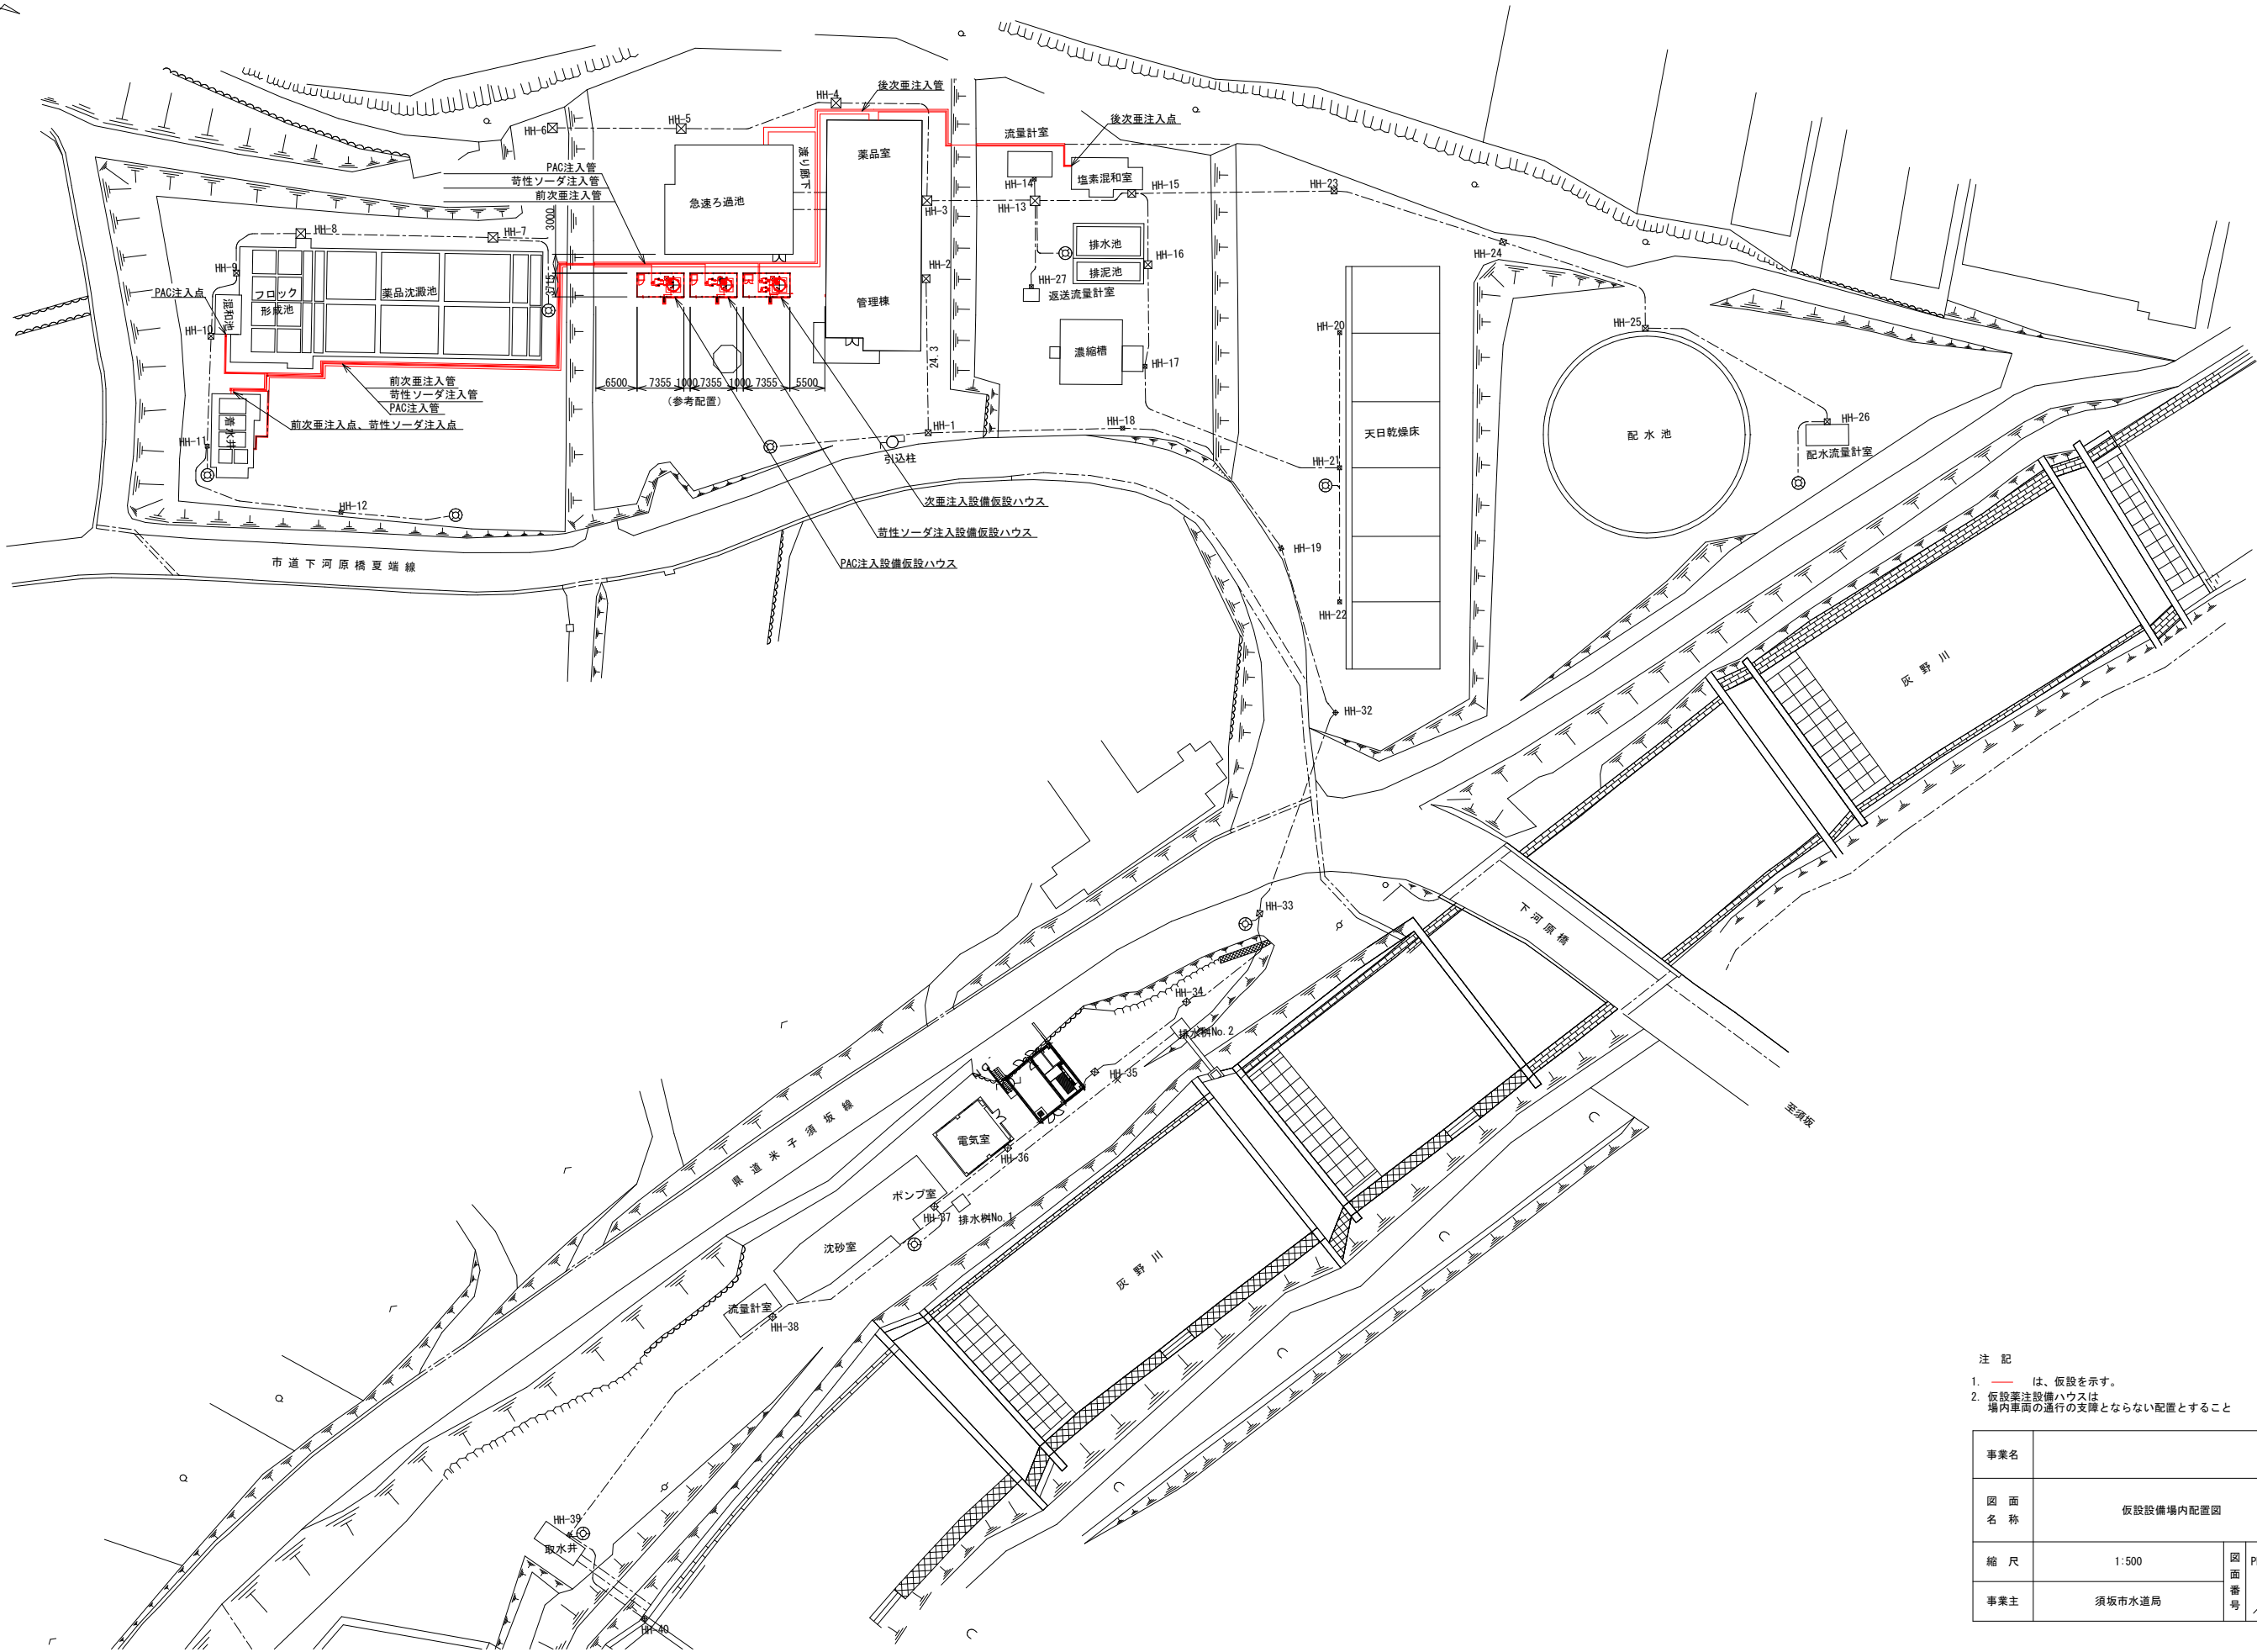 HH-4
後次亜注入管
HH-5
HH-6
流量計室
後次亜注入点
薬品室
渡り廊下
PAC注入管
苛性ソーダ注入管
前次亜注入管
急速ろ過池
HH-14
塩素混和室
HH-15
HH-23
HH-3
HH-13
3000
HH-8
HH-7
排水池
HH-16
HH-24
HH-9
HH-2
排泥池
HH-27
返送流量計室
3715
PAC注入点
混和池
フロック
形成池
薬品沈澱池
管理棟
HH-10
HH-20
HH-25
濃縮槽
HH-17
24.3
6500
7355
1000
7355
1000
7355
5500
(参考配置)
前次亜注入管
苛性ソーダ注入管
PAC注入管
着水井
前次亜注入点、苛性ソーダ注入点
HH-11
HH-1
HH-18
天日乾燥床
配水池
HH-26
配水流量計室
引込柱
HH-21
次亜注入設備仮設ハウス
HH-12
苛性ソーダ注入設備仮設ハウス
HH-19
PAC注入設備仮設ハウス
市道下河原橋夏端線
HH-22
灰野川
HH-32
HH-33
下河原橋
HH-34
排水桝No.2
HH-35
至須坂
県道米子須坂線
電気室
HH-36
ポンプ室
HH-37
排水桝No.1
沈砂室
灰野川
流量計室
HH-38
HH-39
取水井
HH-40
注 記
1. は、仮設を示す。
2. 仮設薬注設備ハウスは
場内車両の通行の支障とならない配置とすること
事業名
図面名称
仮設設備場内配置図
縮尺
1:500
図面番号
事業主
須坂市水道局